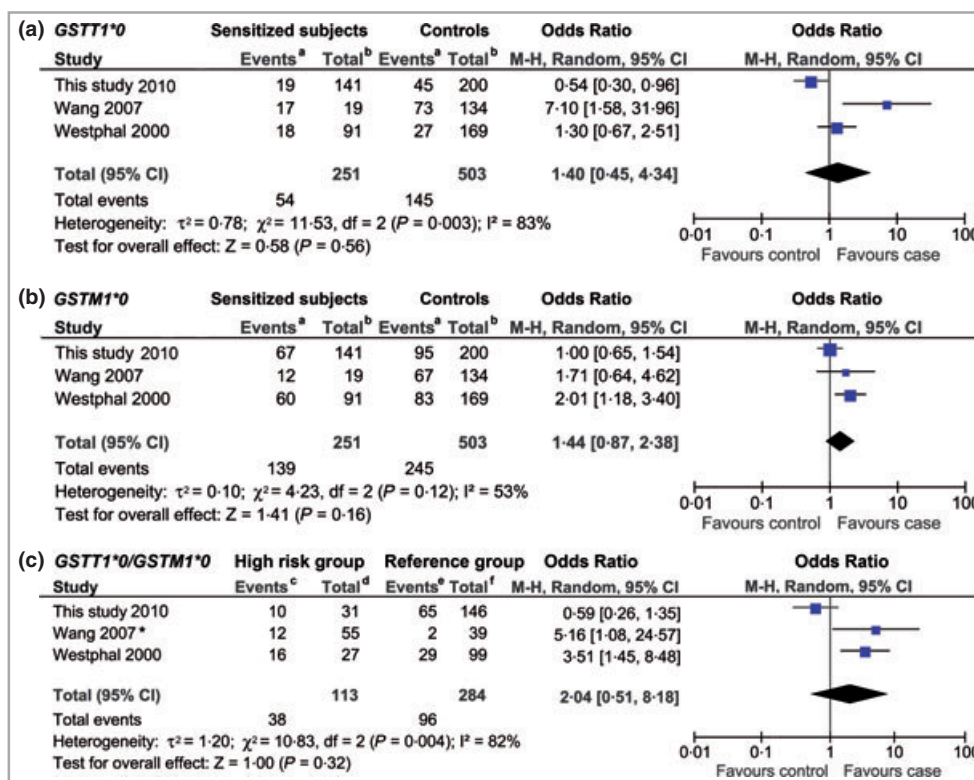 (a) GSTT1*0 Sensitized subjects Controls Odds Ratio Odds Ratio
Study Events^a Total^b Events^a Total^b M-H, Random, 95% CI M-H, Random, 95% CI
This study 2010 19 141 45 200 0·54 [0·30, 0·96]
Wang 2007 17 19 73 134 7·10 [1·58, 31·96]
Westphal 2000 18 91 27 169 1·30 [0·67, 2·51]
Total (95% CI) 251 503 1·40 [0·45, 4·34]
Total events 54 145
Heterogeneity: τ² = 0·78; χ² = 11·53, df = 2 (P = 0·003); I² = 83%
Test for overall effect: Z = 0·58 (P = 0·56)
0·01 0·1 1 10 100
Favours control Favours case
(b) GSTM1*0 Sensitized subjects Controls Odds Ratio Odds Ratio
Study Events^a Total^b Events^a Total^b M-H, Random, 95% CI M-H, Random, 95% CI
This study 2010 67 141 95 200 1·00 [0·65, 1·54]
Wang 2007 12 19 67 134 1·71 [0·64, 4·62]
Westphal 2000 60 91 83 169 2·01 [1·18, 3·40]
Total (95% CI) 251 503 1·44 [0·87, 2·38]
Total events 139 245
Heterogeneity: τ² = 0·10; χ² = 4·23, df = 2 (P = 0·12); I² = 53%
Test for overall effect: Z = 1·41 (P = 0·16)
0·01 0·1 1 10 100
Favours control Favours case
(c) GSTT1*0/GSTM1*0 High risk group Reference group Odds Ratio Odds Ratio
Study Events^c Total^d Events^e Total^f M-H, Random, 95% CI M-H, Random, 95% CI
This study 2010 10 31 65 146 0·59 [0·26, 1·35]
Wang 2007* 12 55 2 39 5·16 [1·08, 24·57]
Westphal 2000 16 27 29 99 3·51 [1·45, 8·48]
Total (95% CI) 113 284 2·04 [0·51, 8·18]
Total events 38 96
Heterogeneity: τ² = 1·20; χ² = 10·83, df = 2 (P = 0·004); I² = 82%
Test for overall effect: Z = 1·00 (P = 0·32)
0·01 0·1 1 10 100
Favours control Favours case